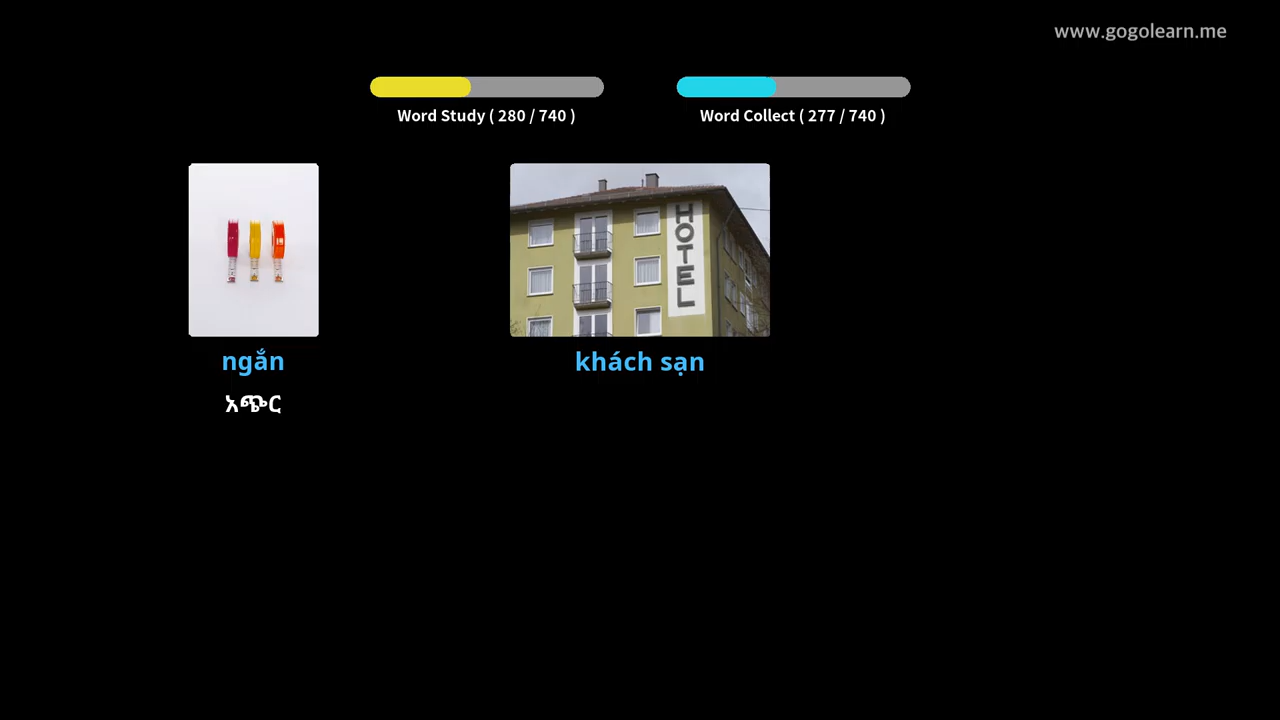 www.gogolearn.me
Word Study ( 280 / 740 )
Word Collect ( 277 / 740 )
HOTEL
ngắn
khách sạn
አጭር